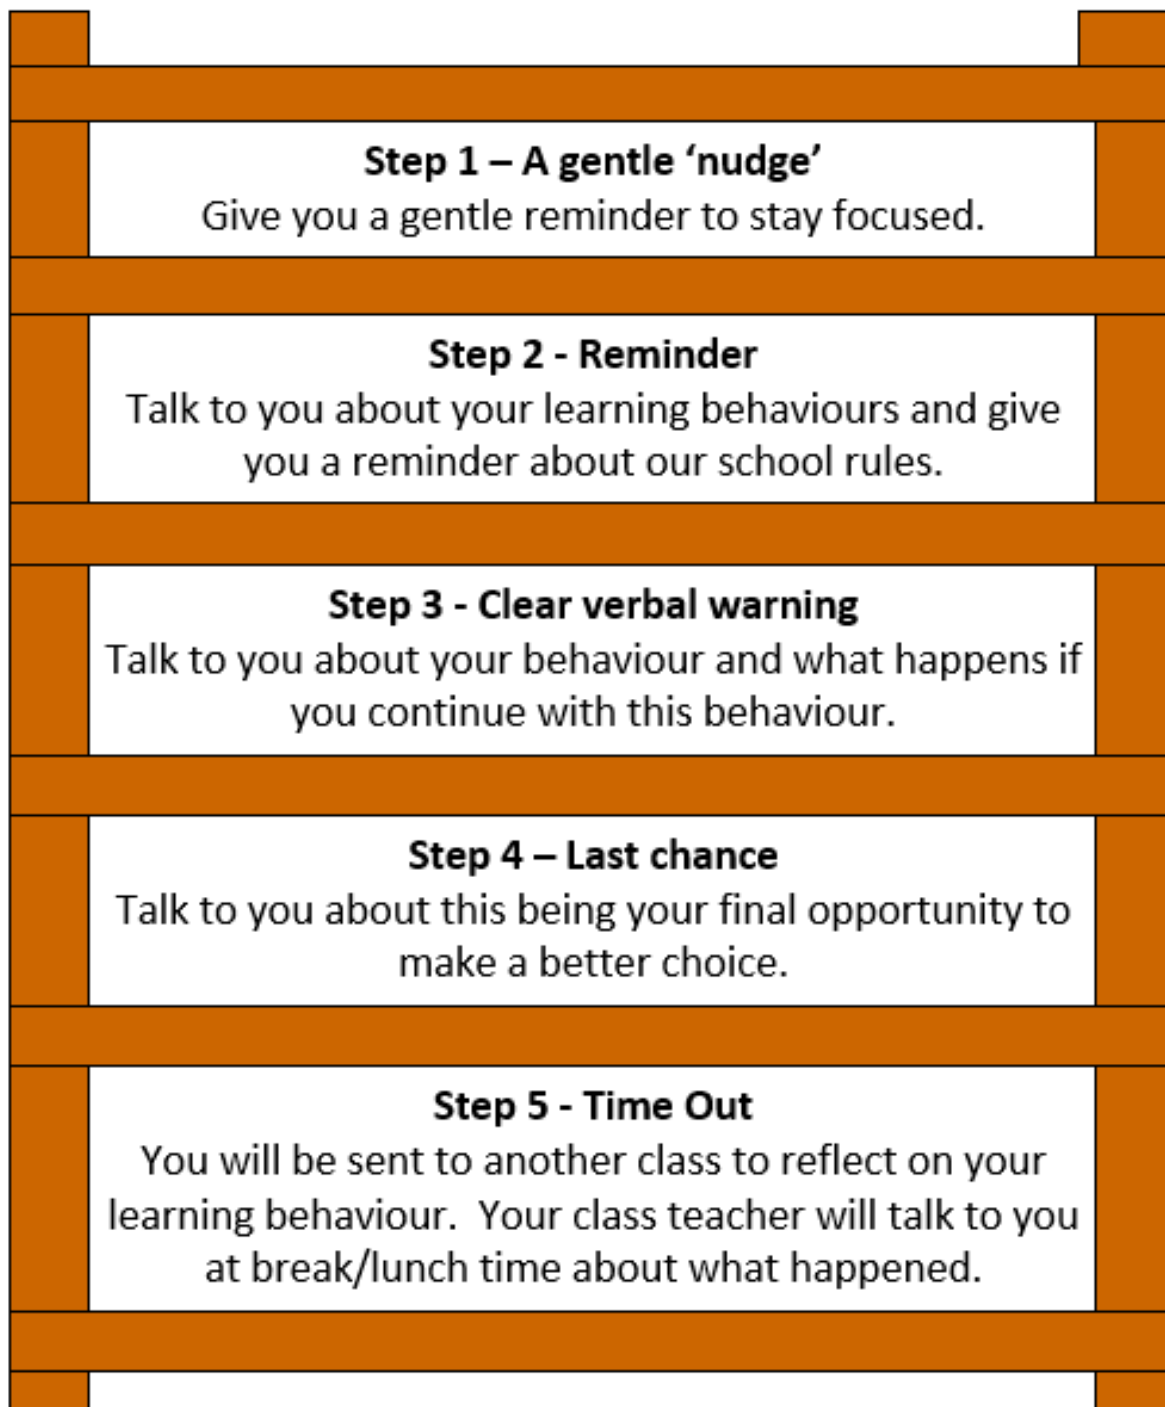 Step 1 – A gentle ‘nudge’
Give you a gentle reminder to stay focused.
Step 2 - Reminder
Talk to you about your learning behaviours and give
you a reminder about our school rules.
Step 3 - Clear verbal warning
Talk to you about your behaviour and what happens if
you continue with this behaviour.
Step 4 – Last chance
Talk to you about this being your final opportunity to
make a better choice.
Step 5 - Time Out
You will be sent to another class to reflect on your
learning behaviour.  Your class teacher will talk to you
at break/lunch time about what happened.